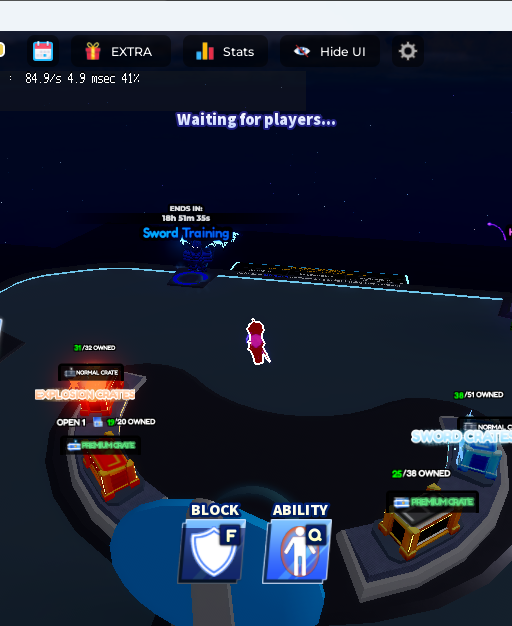 EXTRA
Stats
Hide UI
: 84.9/s 4.9 msec 41%
Waiting for players...
ENDS IN:
18h 51m 35s
Sword Training
31/32 OWNED
NORMAL CRATE
EXPLOSION CRATES
OPEN 1
19/20 OWNED
PREMIUM CRATE
38/51 OWNED
NORMAL C
SWORD CRATES
25/38 OWNED
PREMIUM CRATE
BLOCK
F
ABILITY
Q